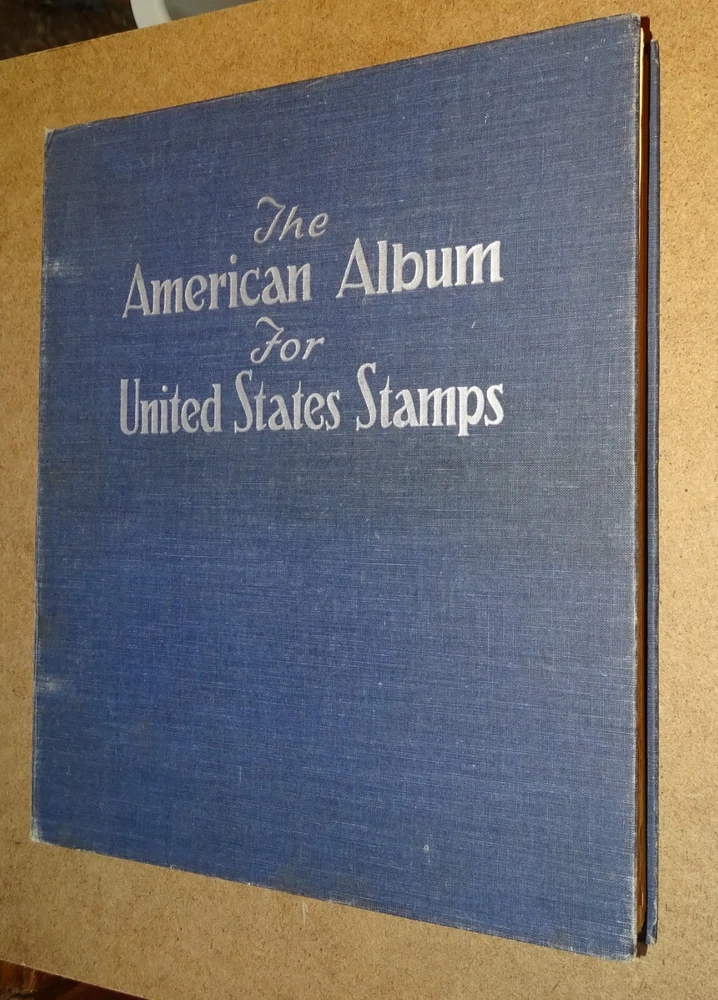 The
American Album
For
United States Stamps